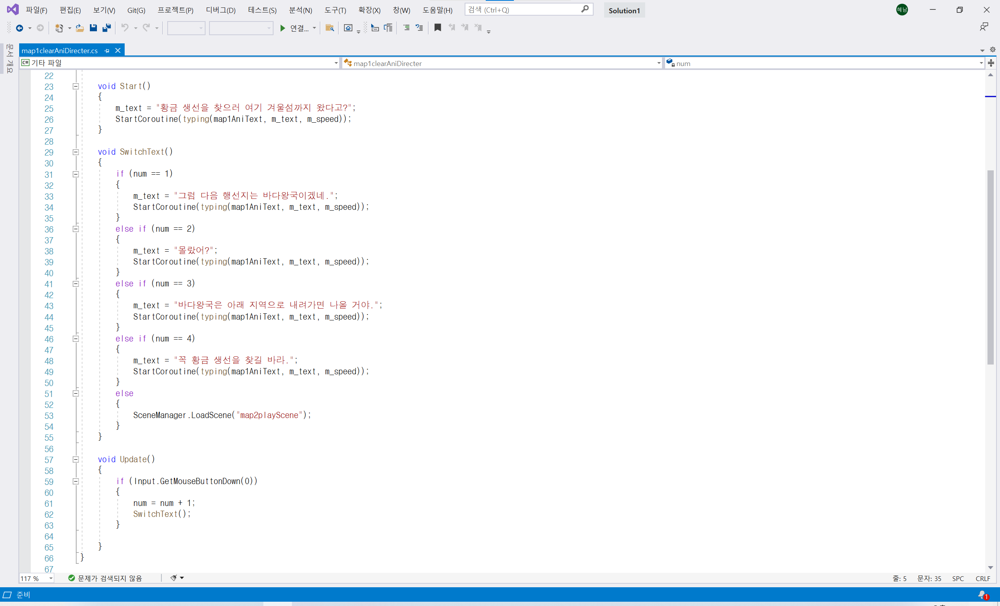 파일(F) 편집(E) 보기(V) Git(G) 프로젝트(P) 디버그(D) 테스트(S) 분석(N) 도구(T) 확장(X) 창(W) 도움말(H) 검색 (Ctrl+Q) Solution1 혜남
연결...
문서 개요
map1clearAniDirecter.cs
C# 기타 파일 map1clearAniDirecter num
22
23 void Start()
24 {
25 m_text = "황금 생선을 찾으러 여기 겨울섬까지 왔다고?";
26 StartCoroutine(typing(map1AniText, m_text, m_speed));
27 }
28
29 void SwitchText()
30 {
31 if (num == 1)
32 {
33 m_text = "그럼 다음 행선지는 바다왕국이겠네.";
34 StartCoroutine(typing(map1AniText, m_text, m_speed));
35 }
36 else if (num == 2)
37 {
38 m_text = "몰랐어?";
39 StartCoroutine(typing(map1AniText, m_text, m_speed));
40 }
41 else if (num == 3)
42 {
43 m_text = "바다왕국은 아래 지역으로 내려가면 나올 거야.";
44 StartCoroutine(typing(map1AniText, m_text, m_speed));
45 }
46 else if (num == 4)
47 {
48 m_text = "꼭 황금 생선을 찾길 바라.";
49 StartCoroutine(typing(map1AniText, m_text, m_speed));
50 }
51 else
52 {
53 SceneManager.LoadScene("map2playScene");
54 }
55 }
56
57 void Update()
58 {
59 if (Input.GetMouseButtonDown(0))
60 {
61 num = num + 1;
62 SwitchText();
63 }
64
65 }
66 }
67
117 % 문제가 검색되지 않음 줄: 5 문자: 35 SPC CRLF
준비 1